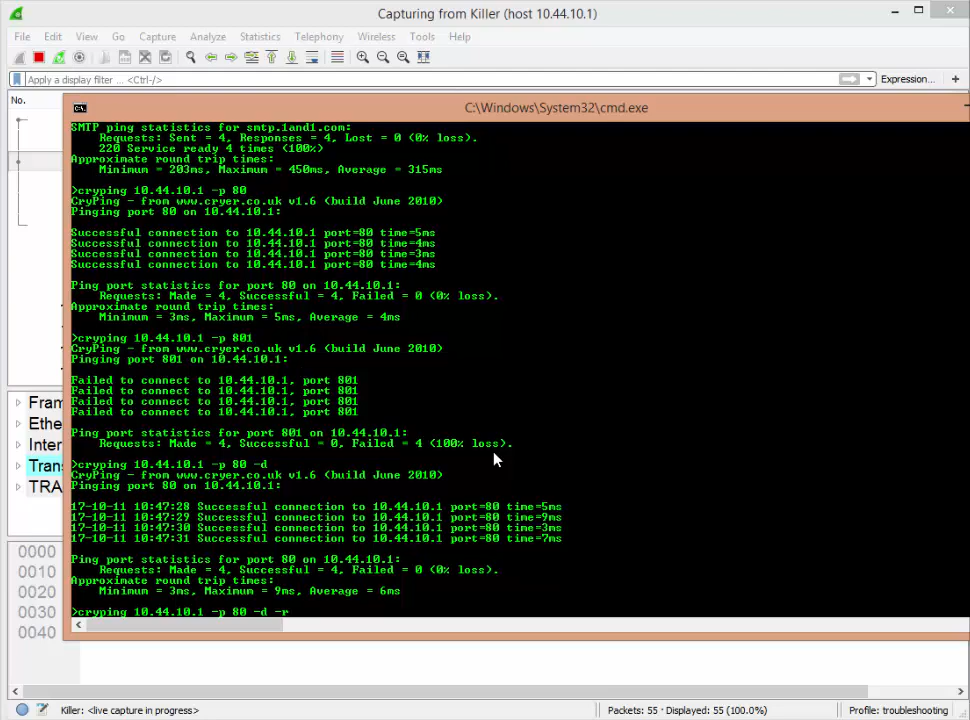 Capturing from Killer (host 10.44.10.1)
File Edit View Go Capture Analyze Statistics Telephony Wireless Tools Help
Apply a display filter ... <Ctrl-/>
Expression...
No.
C:\Windows\System32\cmd.exe
SMTP ping statistics for smtp.1and1.com:
Requests: Sent = 4, Responses = 4, Lost = 0 (0% loss).
220 Service ready 4 times (100%)
Approximate round trip times:
Minimum = 203ms, Maximum = 450ms, Average = 315ms
>cryping 10.44.10.1 -p 80
CryPing - from www.cryer.co.uk v1.6 (build June 2010)
Pinging port 80 on 10.44.10.1:
Successful connection to 10.44.10.1 port=80 time=5ms
Successful connection to 10.44.10.1 port=80 time=4ms
Successful connection to 10.44.10.1 port=80 time=3ms
Successful connection to 10.44.10.1 port=80 time=4ms
Ping port statistics for port 80 on 10.44.10.1:
Requests: Made = 4, Successful = 4, Failed = 0 (0% loss).
Approximate round trip times:
Minimum = 3ms, Maximum = 5ms, Average = 4ms
>cryping 10.44.10.1 -p 801
CryPing - from www.cryer.co.uk v1.6 (build June 2010)
Pinging port 801 on 10.44.10.1:
Failed to connect to 10.44.10.1, port 801
Failed to connect to 10.44.10.1, port 801
Failed to connect to 10.44.10.1, port 801
Failed to connect to 10.44.10.1, port 801
Ping port statistics for port 801 on 10.44.10.1:
Requests: Made = 4, Successful = 0, Failed = 4 (100% loss).
>cryping 10.44.10.1 -p 80 -d
CryPing - from www.cryer.co.uk v1.6 (build June 2010)
Pinging port 80 on 10.44.10.1:
17-10-11 10:47:28 Successful connection to 10.44.10.1 port=80 time=5ms
17-10-11 10:47:29 Successful connection to 10.44.10.1 port=80 time=9ms
17-10-11 10:47:30 Successful connection to 10.44.10.1 port=80 time=3ms
17-10-11 10:47:31 Successful connection to 10.44.10.1 port=80 time=7ms
Ping port statistics for port 80 on 10.44.10.1:
Requests: Made = 4, Successful = 4, Failed = 0 (0% loss).
Approximate round trip times:
Minimum = 3ms, Maximum = 9ms, Average = 6ms
>cryping 10.44.10.1 -p 80 -d -r
Fram
Ethe
Inter
Trans
TRA
0000
0010
0020
0030
0040
Killer: <live capture in progress>
Packets: 55 · Displayed: 55 (100.0%)
Profile: troubleshooting